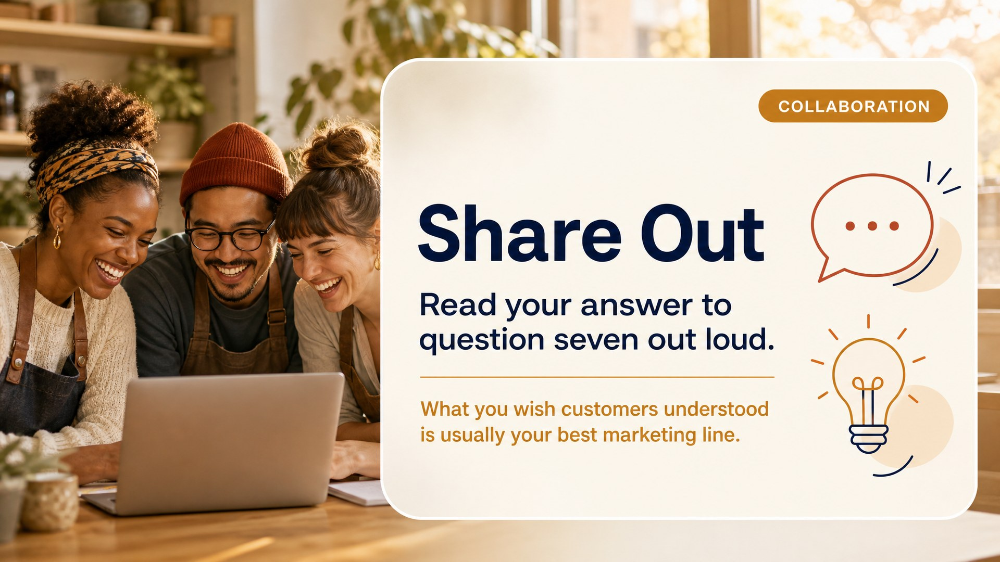 COLLABORATION
Share Out
Read your answer to
question seven out loud.
What you wish customers understood
is usually your best marketing line.